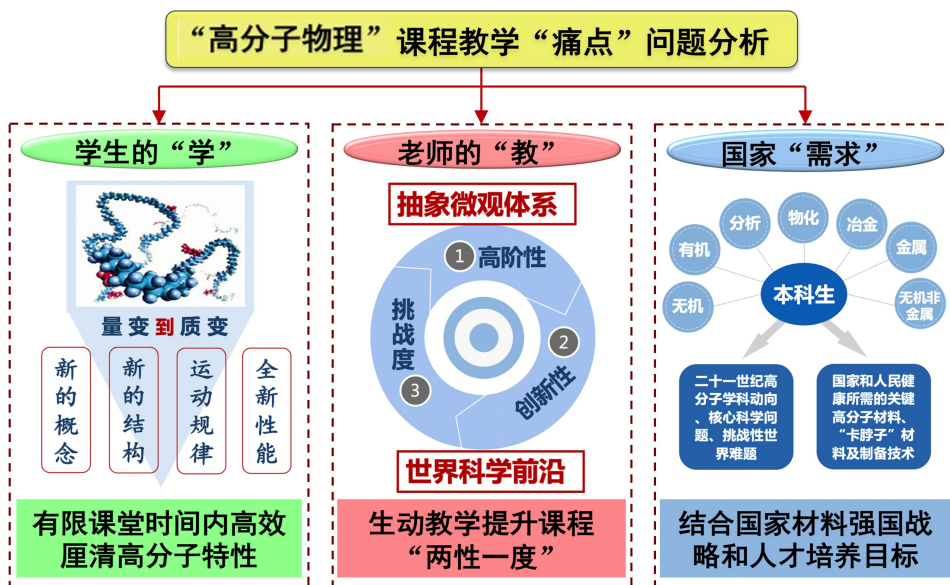 “高分子物理”课程教学“痛点”问题分析
学生的“学”
量变到质变
新的概念
新的结构
运动规律
全新性能
有限课堂时间内高效
厘清高分子特性
老师的“教”
抽象微观体系
1 高阶性
2 创新性
3 挑战度
世界科学前沿
生动教学提升课程
“两性一度”
国家“需求”
无机
有机
分析
物化
冶金
金属
无机非
金属
本科生
二十一世纪高
分子学科动向
、核心科学问
题、挑战性世
界难题
国家和人民健
康所需的关键
高分子材料、
“卡脖子”材
料及制备技术
结合国家材料强国战
略和人才培养目标